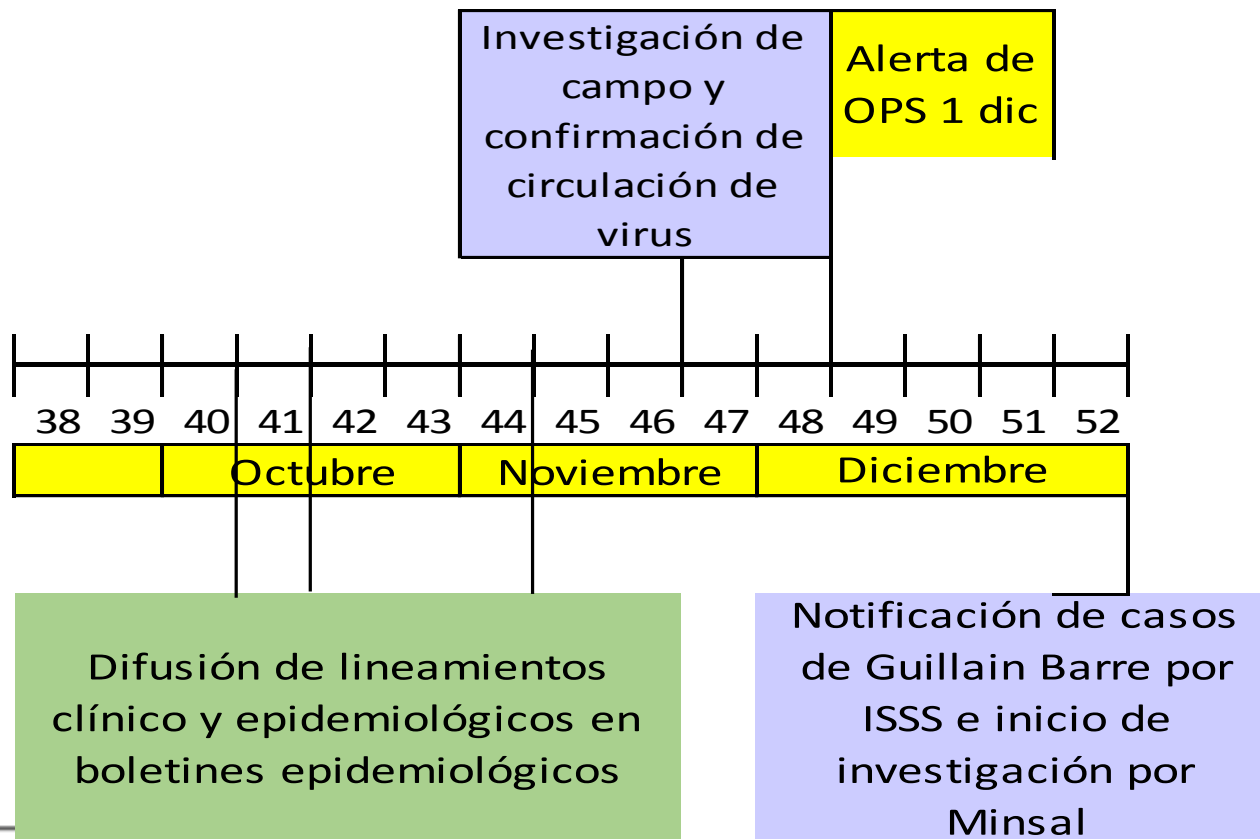 Investigación de
campo y
confirmación de
circulación de
virus
Alerta de
OPS 1 dic
38 39 40 41 42 43 44 45 46 47 48 49 50 51 52
Octubre Noviembre Diciembre
Difusión de lineamientos
clínico y epidemiológicos en
boletines epidemiológicos
Notificación de casos
de Guillain Barre por
ISSS e inicio de
investigación por
Minsal